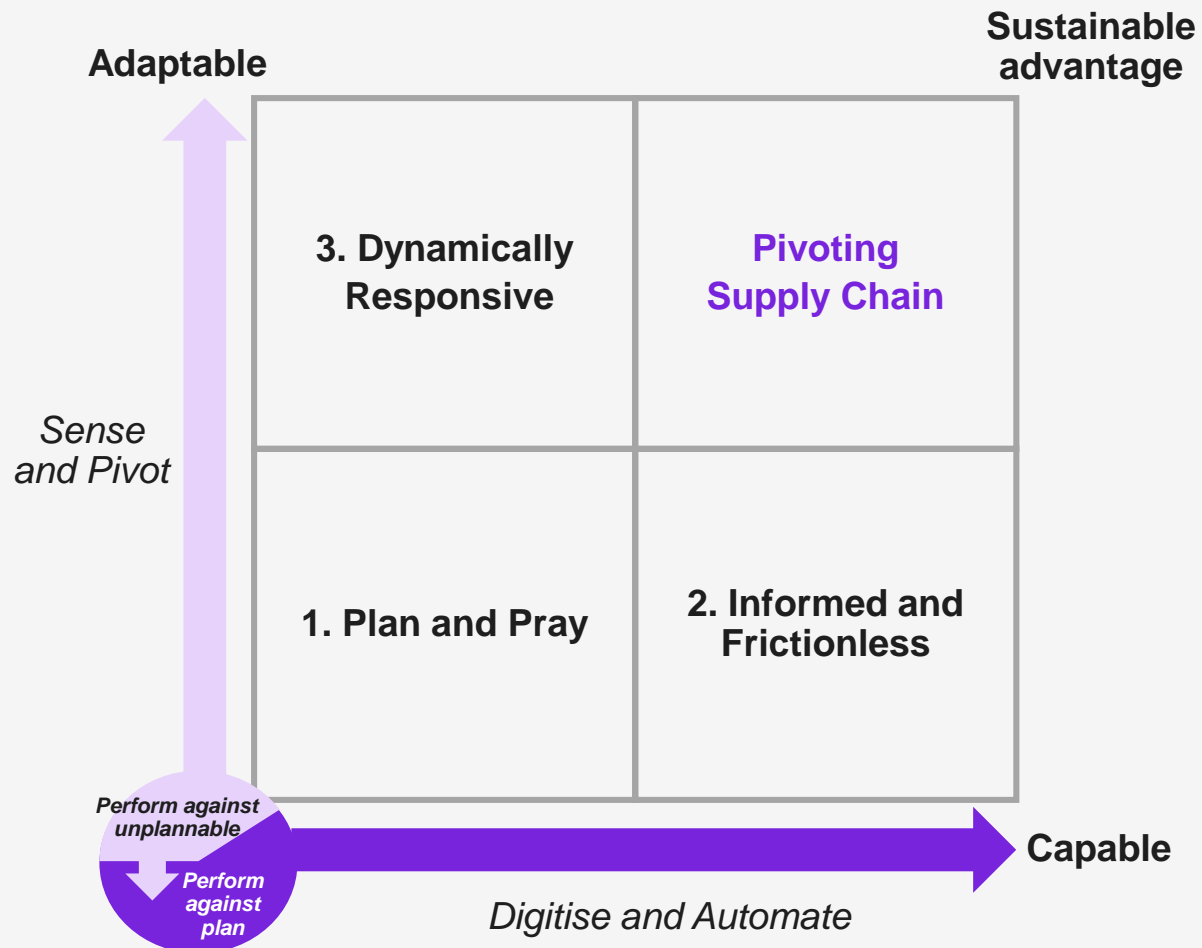 Sustainable
advantage
Adaptable
3. Dynamically
Responsive
Pivoting
Supply Chain
Sense
and Pivot
1. Plan and Pray
2. Informed and
Frictionless
Perform against
unplannable
Perform
against
plan
Capable
Digitise and Automate